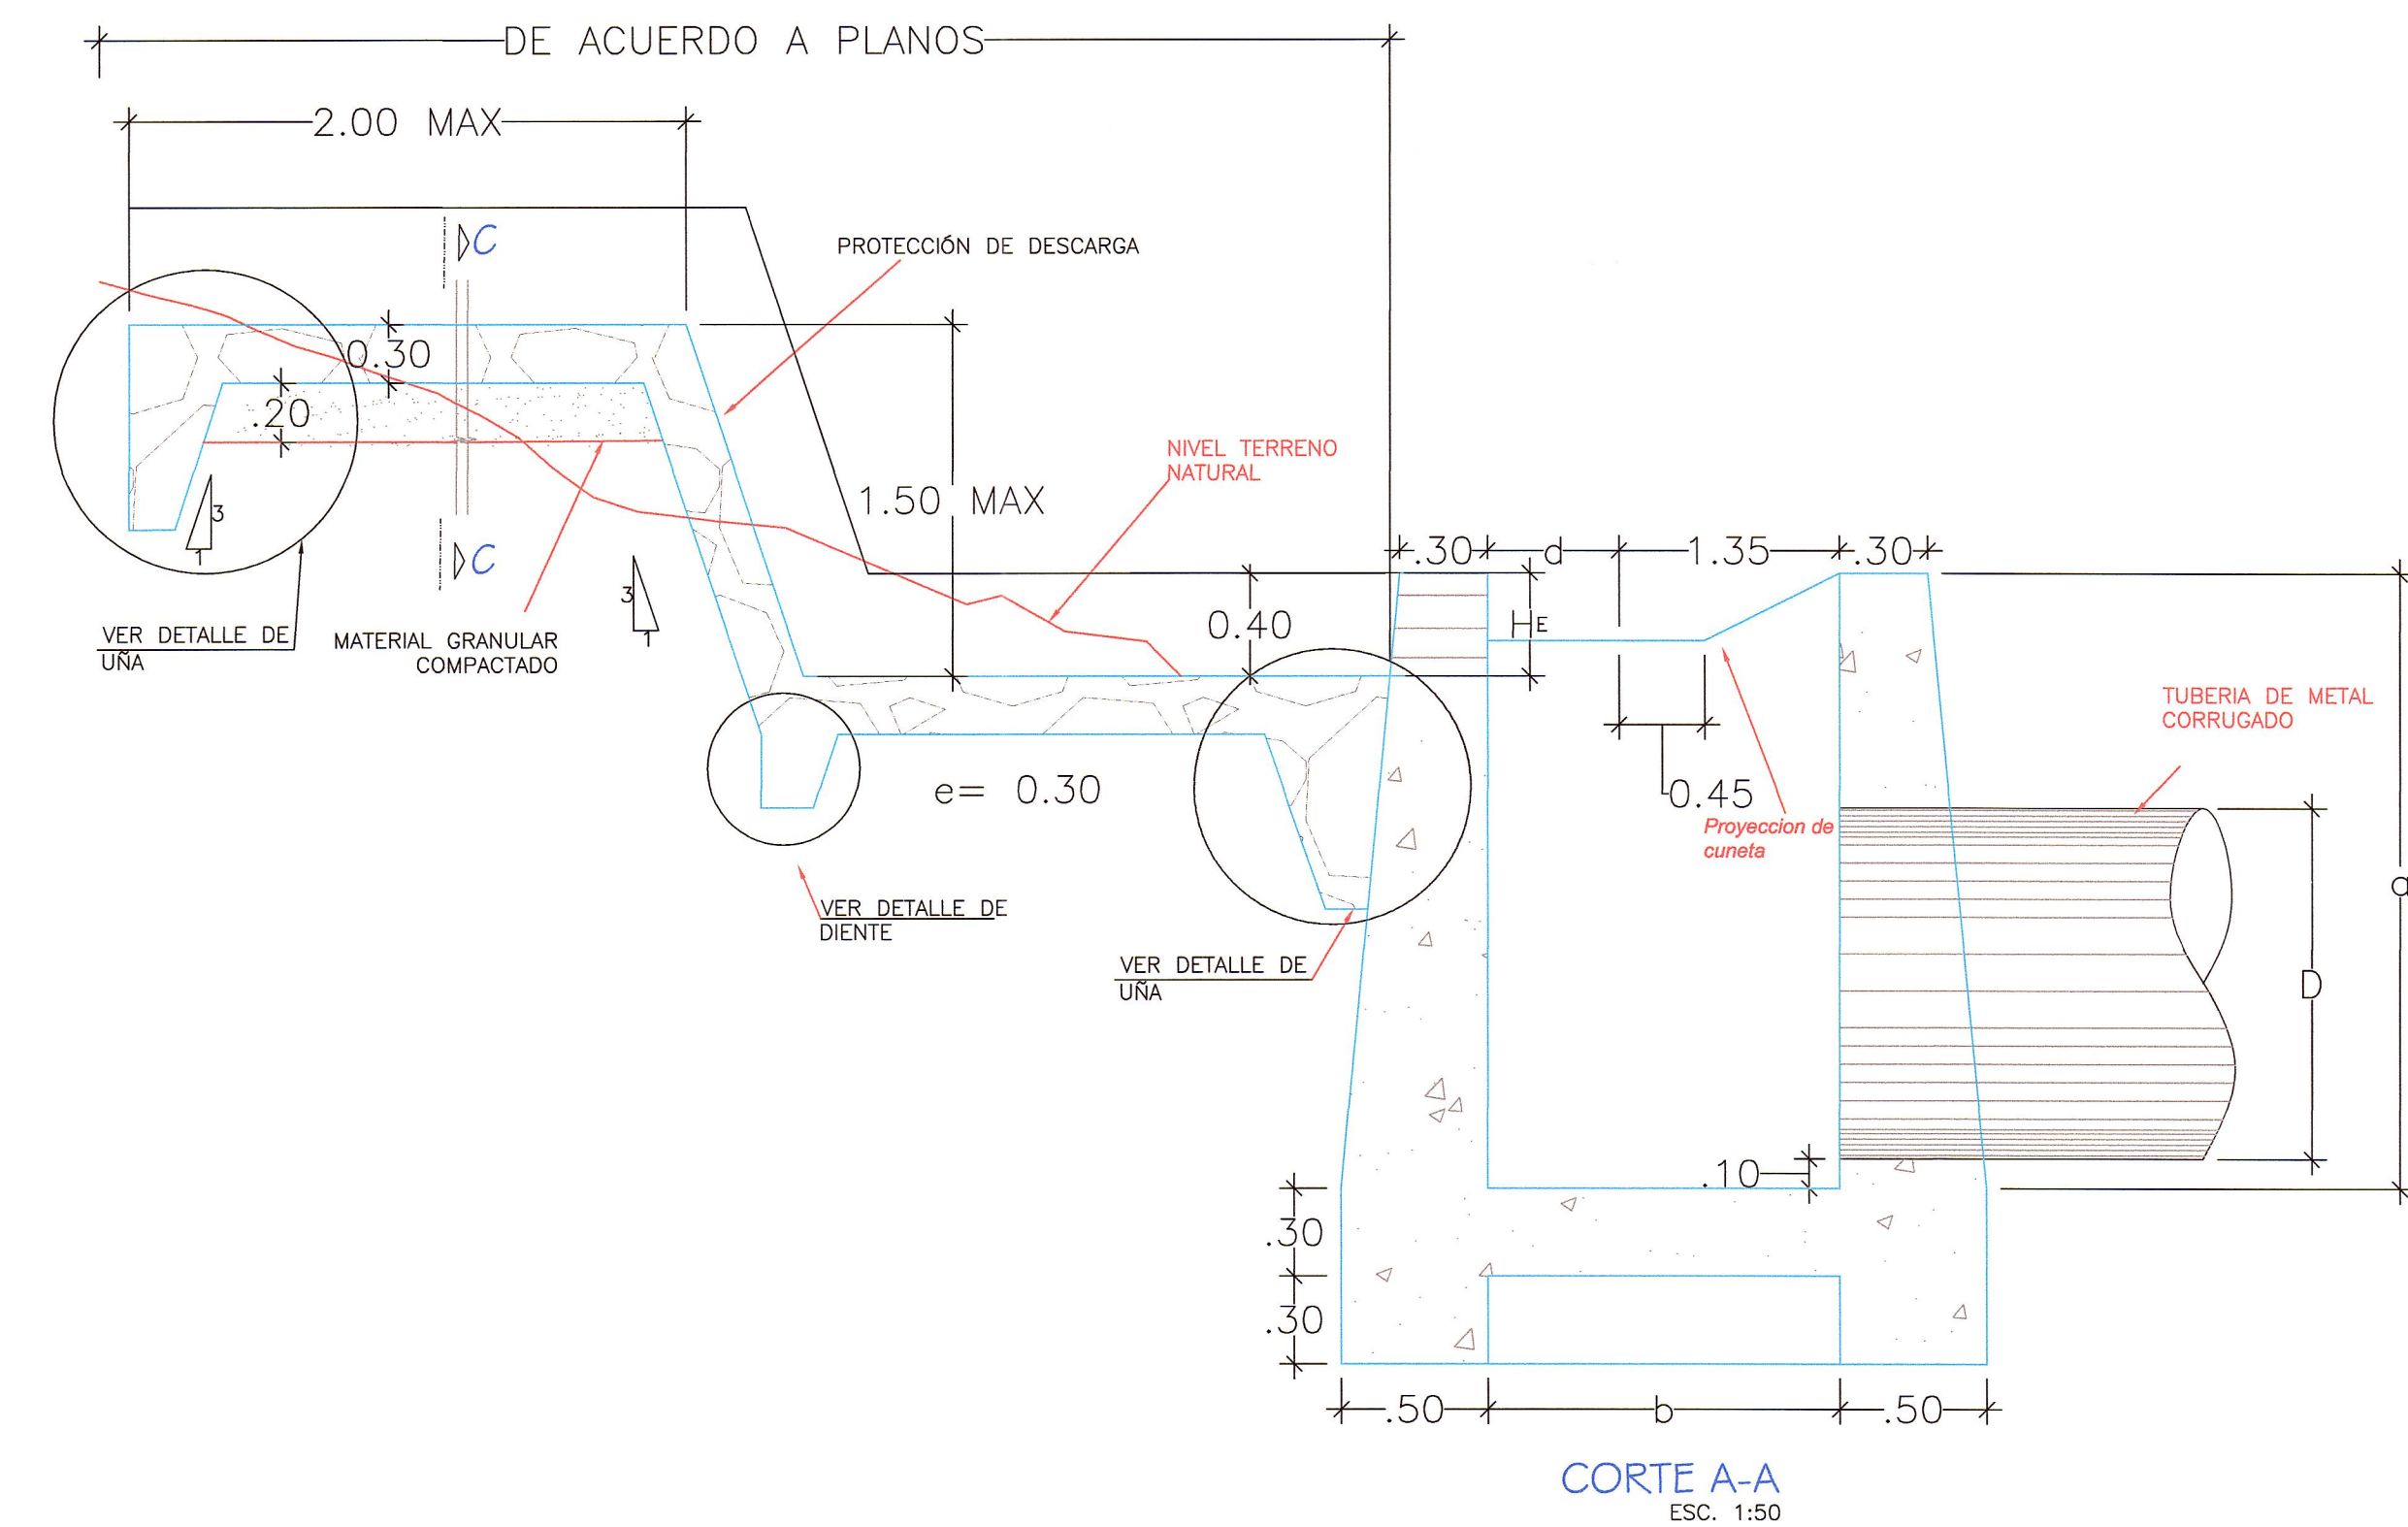 DE ACUERDO A PLANOS
2.00 MAX
C
PROTECCIÓN DE DESCARGA
0.30
.20
NIVEL TERRENO
NATURAL
1.50 MAX
3
1
C
.30
d
1.35
.30
3
1
0.40
HE
VER DETALLE DE
UÑA
MATERIAL GRANULAR
COMPACTADO
TUBERIA DE METAL
CORRUGADO
e= 0.30
0.45
Proyeccion de
cuneta
a
VER DETALLE DE
DIENTE
VER DETALLE DE
UÑA
D
.10
.30
.30
.50
b
.50
CORTE A-A
ESC. 1:50